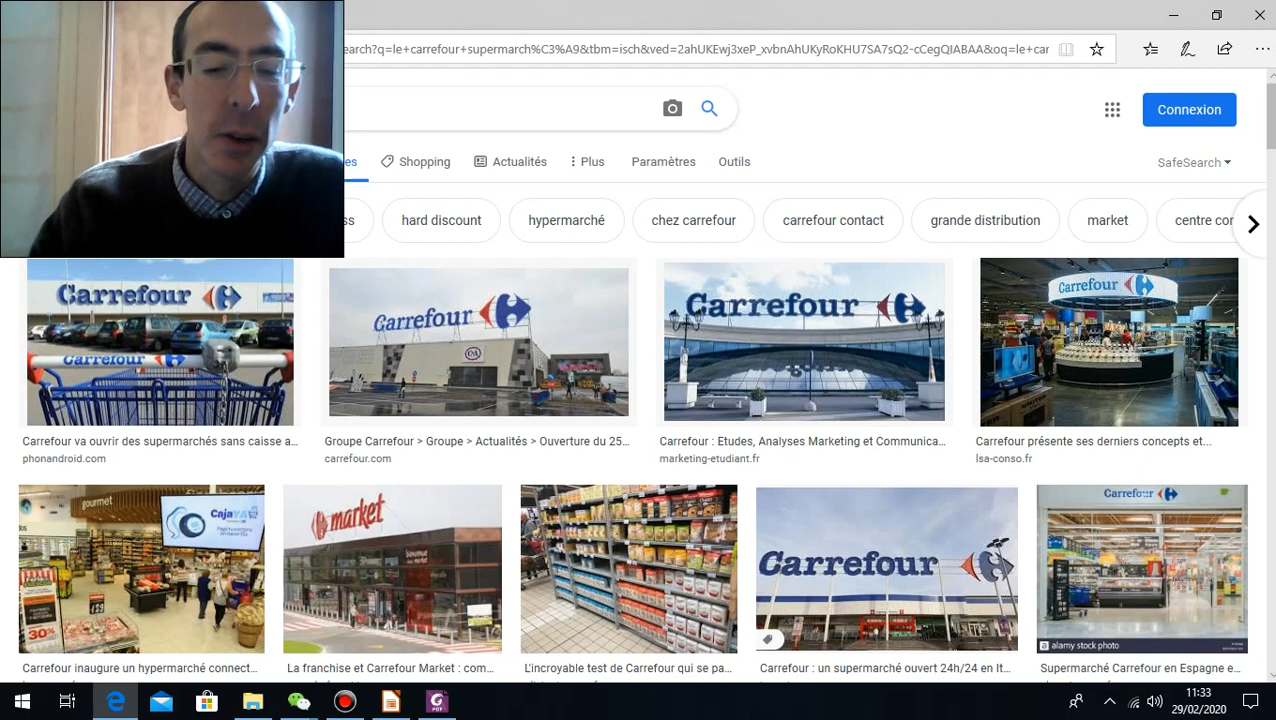 search?q=le+carrefour+supermarch%C3%A9&tbm=isch&ved=2ahUKEwj3xeP_xvbnAhUKyRoKHU7SA7sQ2-cCegQIABAA&oq=le+car
Connexion
es Shopping Actualités Plus Paramètres Outils SafeSearch
ss hard discount hypermarché chez carrefour carrefour contact grande distribution market centre cor
Carrefour
Carrefour
Carrefour
Carrefour
Carrefour
Carrefour va ouvrir des supermarchés sans caisse a...
phonandroid.com
Groupe Carrefour > Groupe > Actualités > Ouverture du 25...
carrefour.com
Carrefour : Etudes, Analyses Marketing et Communica...
marketing-etudiant.fr
Carrefour présente ses derniers concepts et...
lsa-conso.fr
gourmet
CajaYA
30%
market
bienvenue
Carrefour
Carrefour
alamy stock photo
Carrefour inaugure un hypermarché connect...
La franchise et Carrefour Market : com...
L'incroyable test de Carrefour qui se pa...
Carrefour : un supermarché ouvert 24h/24 en It...
Supermarché Carrefour en Espagne e...
11:33
29/02/2020